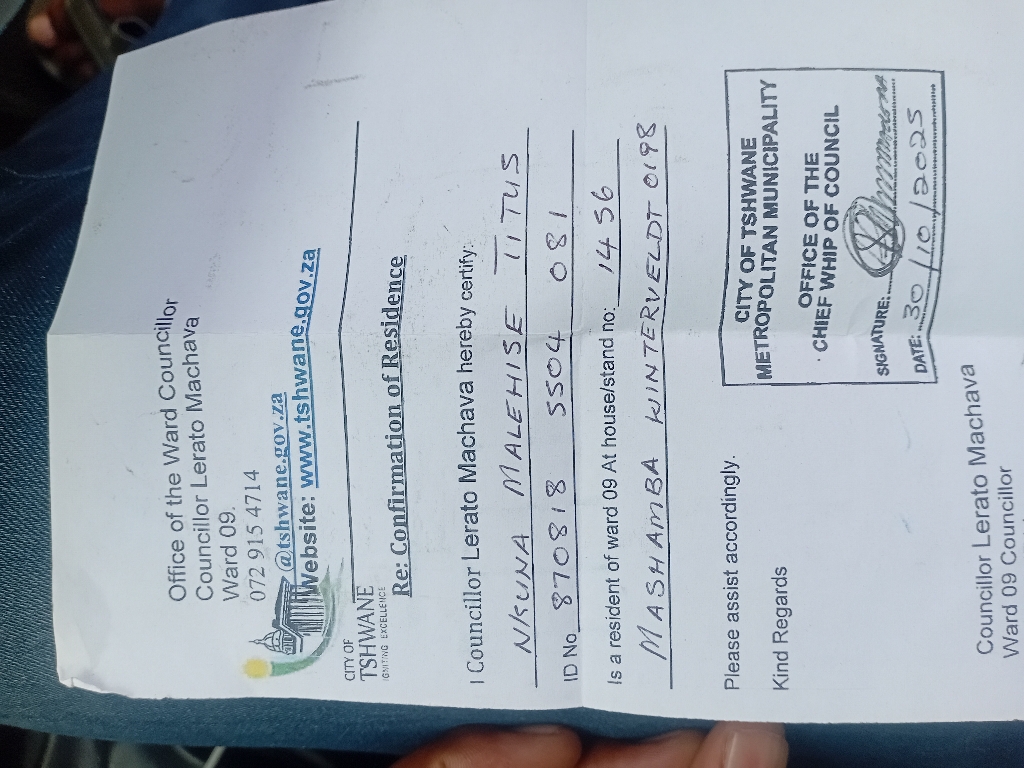 Office of the Ward Councillor
Councillor Lerato Machava
Ward 09.
072 915 4714
@tshwane.gov.za
Website: www.tshwane.gov.za
CITY OF
TSHWANE
IGNITING EXCELLENCE
Re: Confirmation of Residence
I Councillor Lerato Machava hereby certify:
NKUNA MALEHISE TITUS
ID No 870818 5504 081
Is a resident of ward 09 At house/stand no: 1456
MASHAMBA WINTERVELDT 0198
Please assist accordingly.
Kind Regards
CITY OF TSHWANE
METROPOLITAN MUNICIPALITY
OFFICE OF THE
CHIEF WHIP OF COUNCIL
SIGNATURE:
DATE: 30/10/2025
Councillor Lerato Machava
Ward 09 Councillor